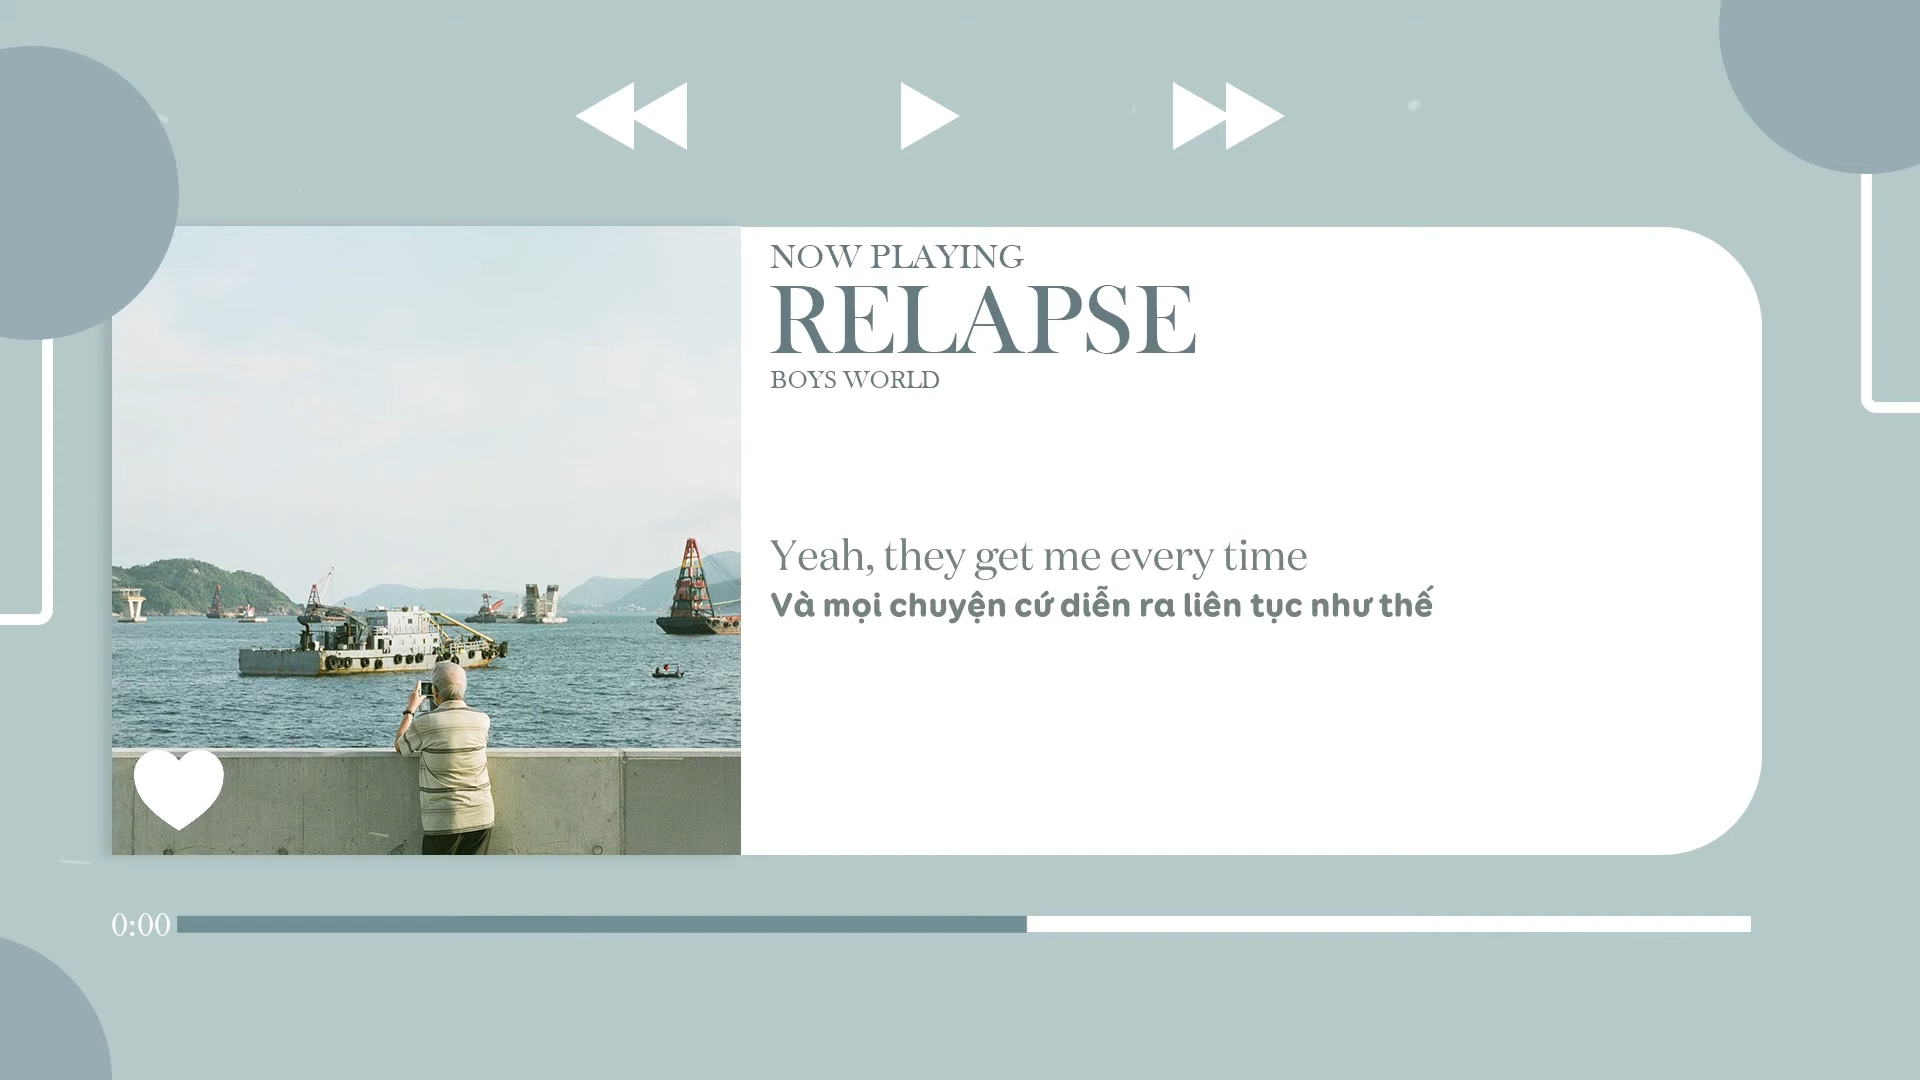 NOW PLAYING
RELAPSE
BOYS WORLD
Yeah, they get me every time
Và mọi chuyện cứ diễn ra liên tục như thế
0:00